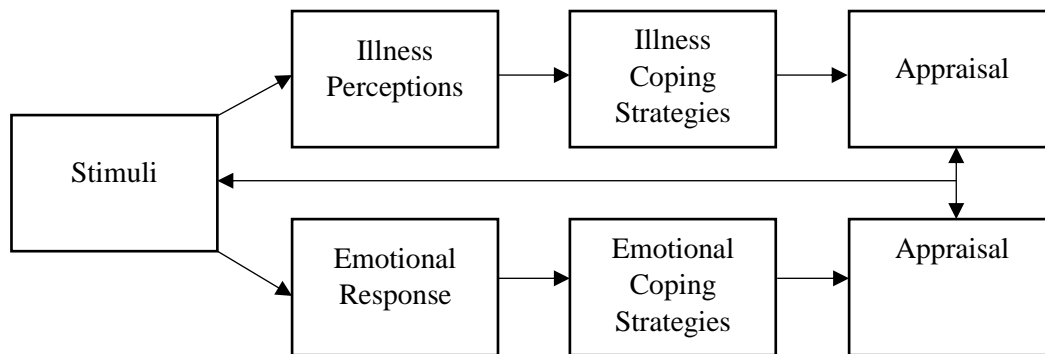 Illness
Perceptions
Illness
Coping
Strategies
Appraisal
Stimuli
Emotional
Response
Emotional
Coping
Strategies
Appraisal